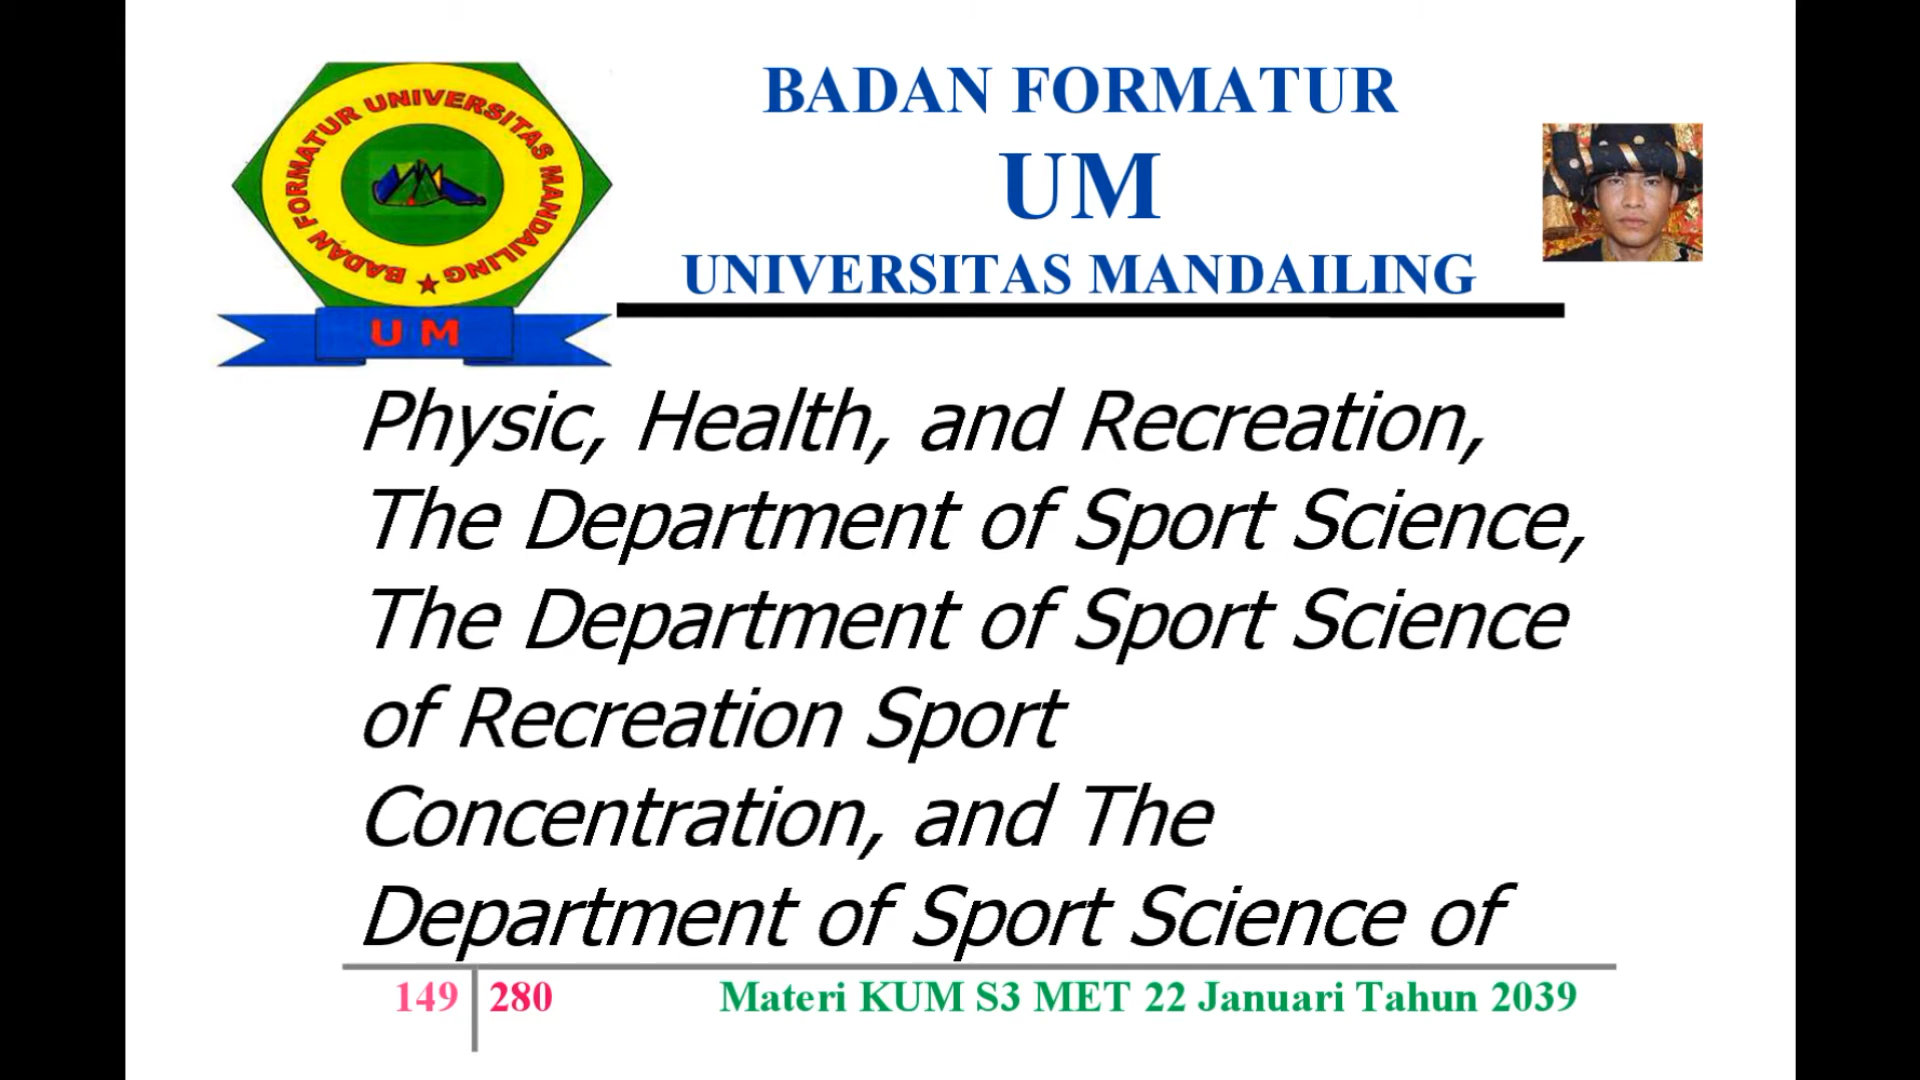 BADAN FORMATUR UNIVERSITAS MANDAILING
U M
BADAN FORMATUR
UM
UNIVERSITAS MANDAILING
Physic, Health, and Recreation,
The Department of Sport Science,
The Department of Sport Science
of Recreation Sport
Concentration, and The
Department of Sport Science of
149 280 Materi KUM S3 MET 22 Januari Tahun 2039